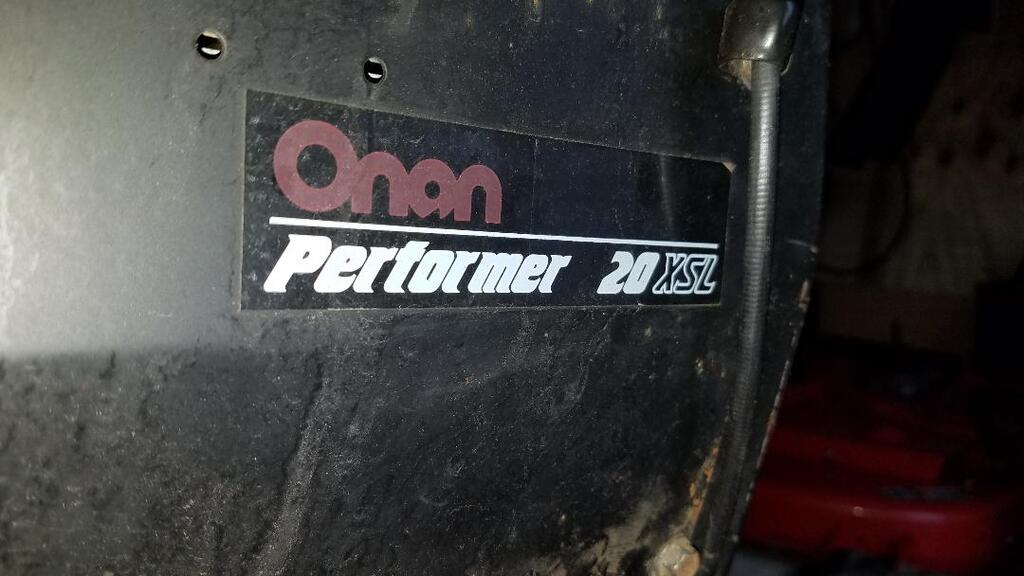 Onan
Performer 20 XSL